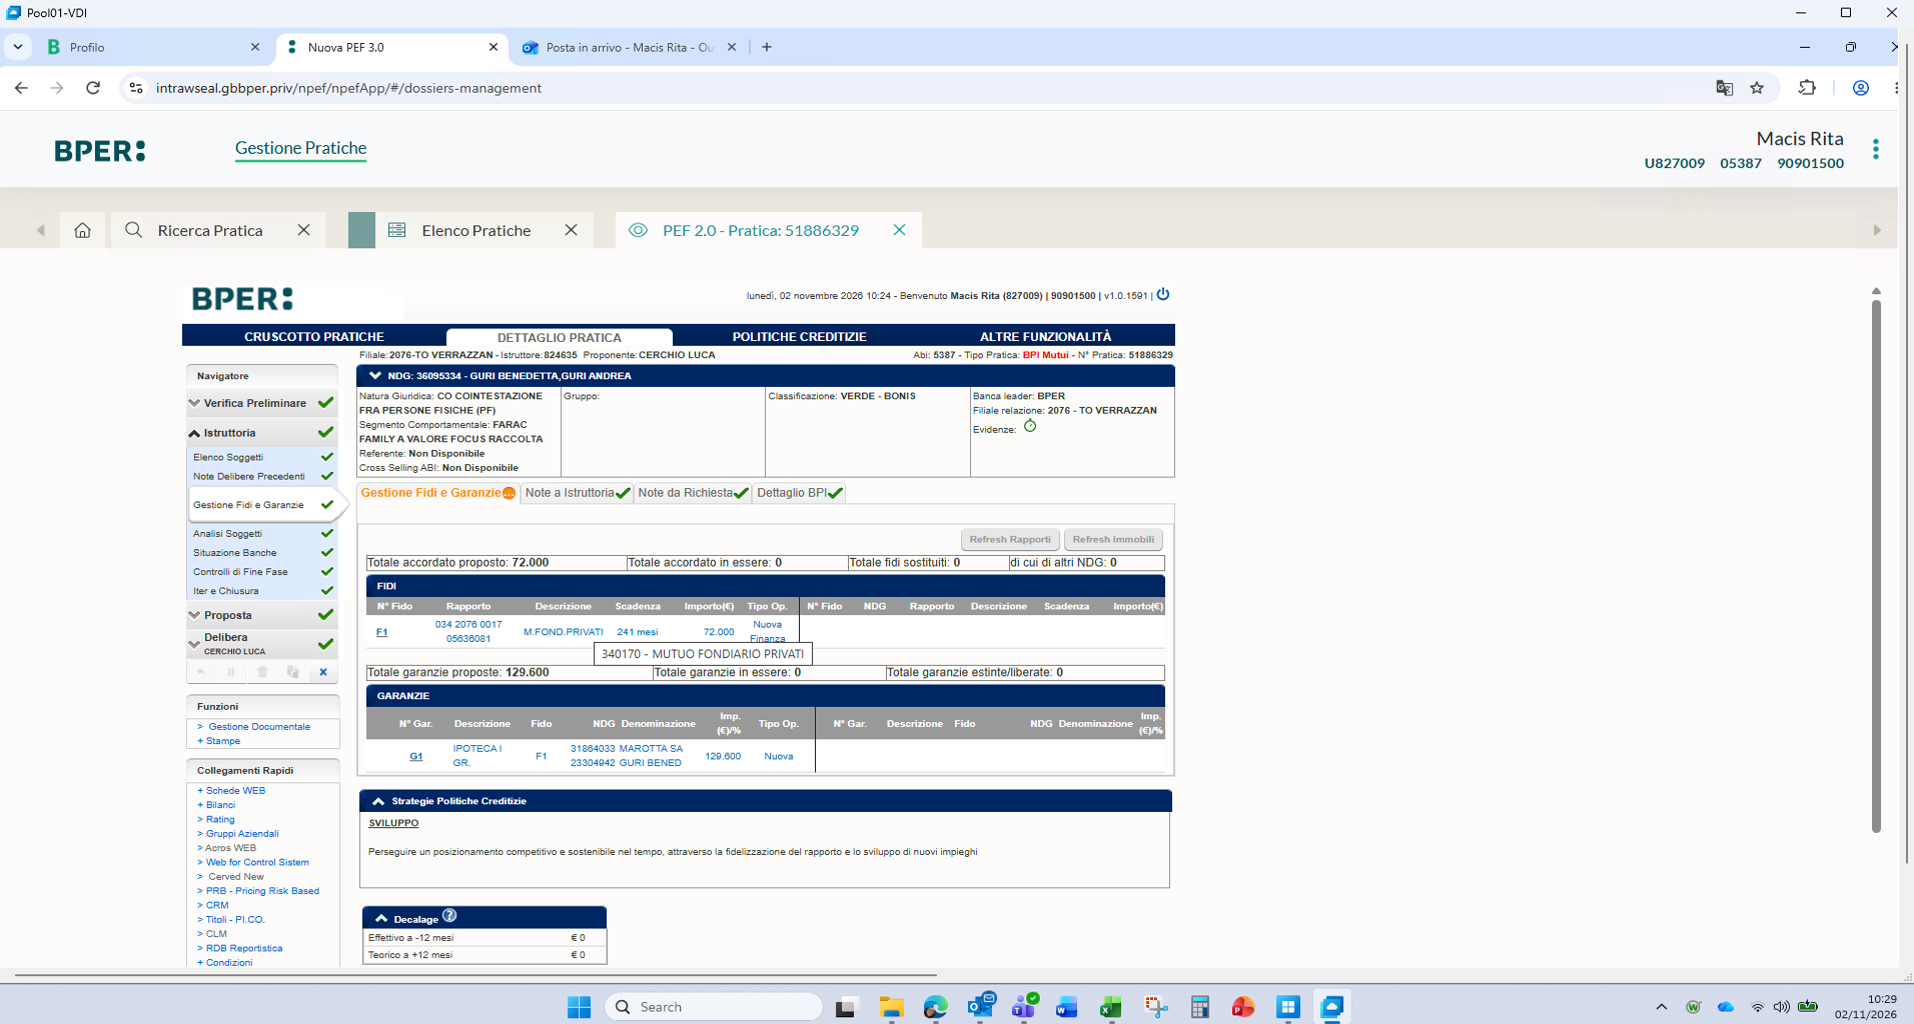 Pool01-VDI
Profilo
Nuova PEF 3.0
Posta in arrivo - Macis Rita - Ou
intrawseal.gbbper.priv/npef/npefApp/#/dossiers-management
BPER:
Gestione Pratiche
Macis Rita
U827009 05387 90901500
Ricerca Pratica
Elenco Pratiche
PEF 2.0 - Pratica: 51886329
BPER:
lunedì, 02 novembre 2026 10:24 - Benvenuto Macis Rita (827009) | 90901500 | v1.0.1591 |
CRUSCOTTO PRATICHE
DETTAGLIO PRATICA
POLITICHE CREDITIZIE
ALTRE FUNZIONALITÀ
Filiale: 2076-TO VERRAZZAN - Istruttore: 824635 Proponente: CERCHIO LUCA
Abi: 5387 - Tipo Pratica: BPI Mutui - N° Pratica: 51886329
Navigatore
Verifica Preliminare
Istruttoria
Elenco Soggetti
Note Delibere Precedenti
Gestione Fidi e Garanzie
Analisi Soggetti
Situazione Banche
Controlli di Fine Fase
Iter e Chiusura
Proposta
Delibera
CERCHIO LUCA
Funzioni
> Gestione Documentale
+ Stampe
Collegamenti Rapidi
+ Schede WEB
+ Bilanci
> Rating
> Gruppi Aziendali
> Acros WEB
> Web for Control Sistem
> Cerved New
> PRB - Pricing Risk Based
> CRM
> Titoli - PI.CO.
> CLM
> RDB Reportistica
+ Condizioni
NDG: 36095334 - GURI BENEDETTA,GURI ANDREA
Natura Giuridica: CO COINTESTAZIONE
FRA PERSONE FISICHE (PF)
Segmento Comportamentale: FARAC
FAMILY A VALORE FOCUS RACCOLTA
Referente: Non Disponibile
Cross Selling ABI: Non Disponibile
Gruppo:
Classificazione: VERDE - BONIS
Banca leader: BPER
Filiale relazione: 2076 - TO VERRAZZAN
Evidenze:
Gestione Fidi e Garanzie
Note a Istruttoria
Note da Richiesta
Dettaglio BPI
Refresh Rapporti
Refresh Immobili
Totale accordato proposto: 72.000
Totale accordato in essere: 0
Totale fidi sostituiti: 0
di cui di altri NDG: 0
FIDI
N° Fido Rapporto Descrizione Scadenza Importo(€) Tipo Op. N° Fido NDG Rapporto Descrizione Scadenza Importo(€)
F1 034 2076 0017 05636081 M.FOND.PRIVATI 241 mesi 72.000 Nuova Finanza
340170 - MUTUO FONDIARIO PRIVATI
Totale garanzie proposte: 129.600
Totale garanzie in essere: 0
Totale garanzie estinte/liberate: 0
GARANZIE
N° Gar. Descrizione Fido NDG Denominazione Imp. (€)/% Tipo Op. N° Gar. Descrizione Fido NDG Denominazione Imp. (€)/%
G1 IPOTECA I GR. F1 31864033 MAROTTA SA 23304942 GURI BENED 129.600 Nuova
Strategie Politiche Creditizie
SVILUPPO
Perseguire un posizionamento competitivo e sostenibile nel tempo, attraverso la fidelizzazione del rapporto e lo sviluppo di nuovi impieghi
Decalage ?
Effettivo a -12 mesi € 0
Teorico a +12 mesi € 0
Search
10:29
02/11/2026